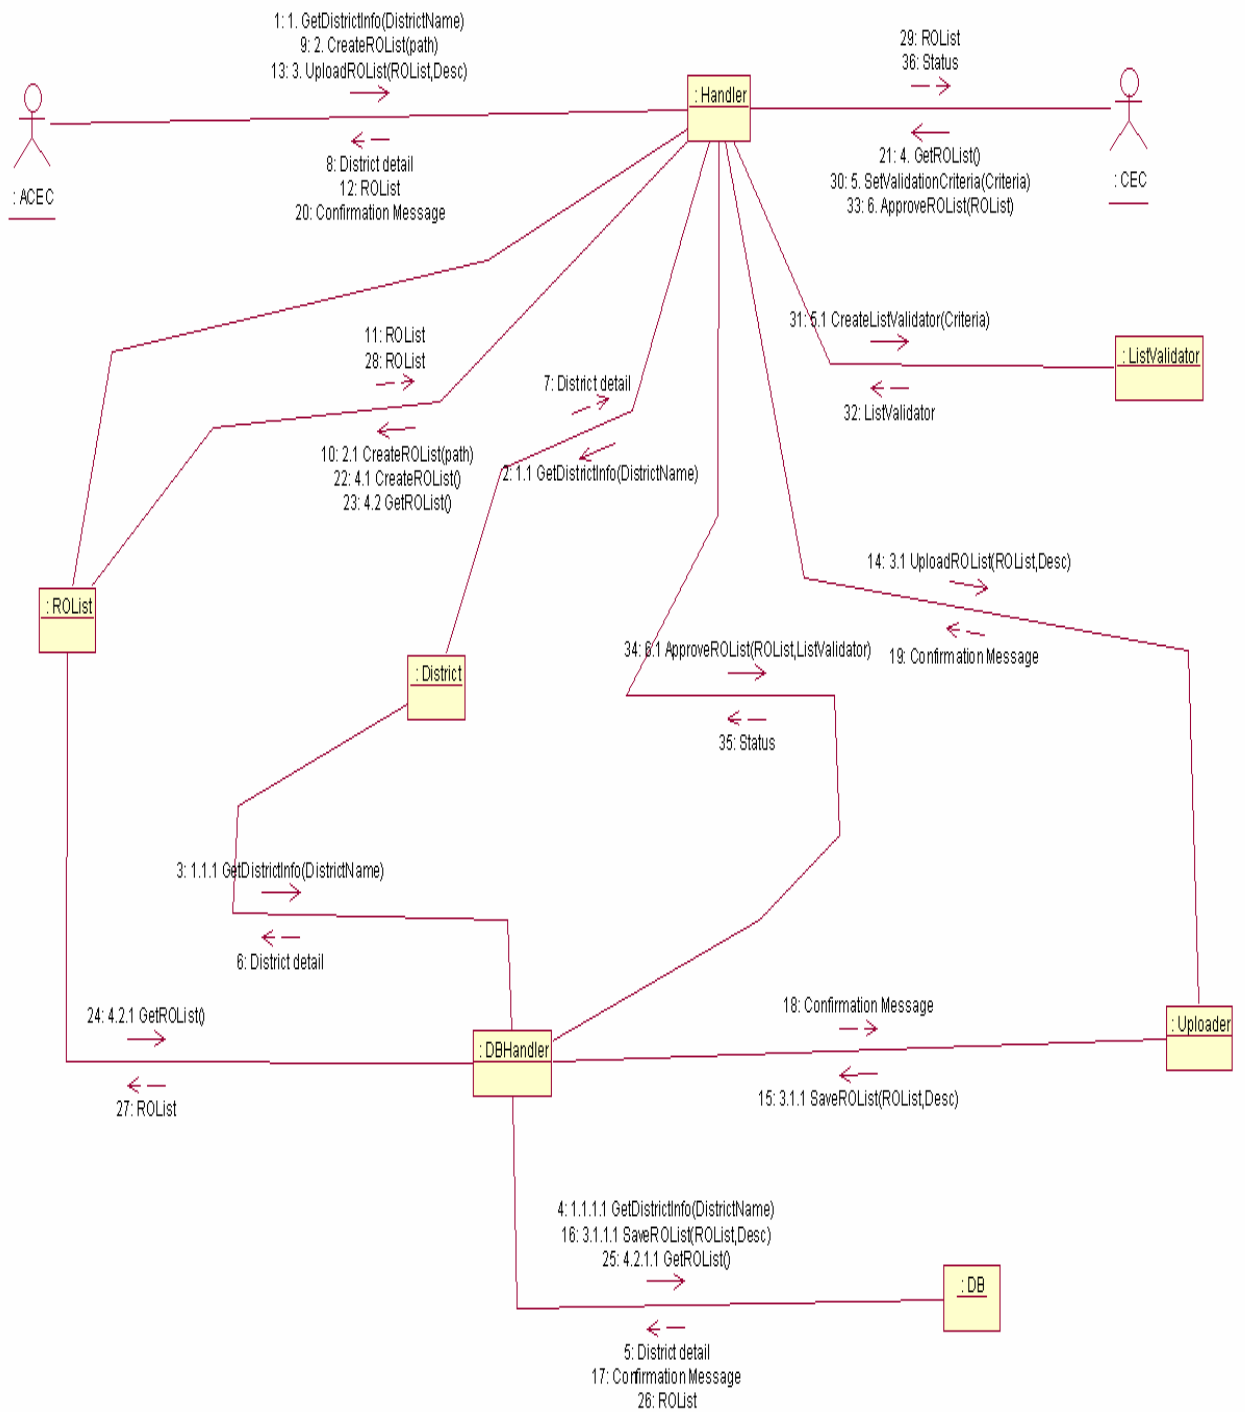 1: 1. GetDistrictInfo(DistrictName)
9: 2. CreateROList(path)
13: 3. UploadROList(ROList,Desc)
29: ROList
36: Status
: Handler
8: District detail
12: ROList
20: Confirmation Message
21: 4. GetROList()
30: 5. SetValidationCriteria(Criteria)
33: 6. ApproveROList(ROList)
: ACEC
: CEC
31: 5.1 CreateListValidator(Criteria)
: ListValidator
32: ListValidator
11: ROList
28: ROList
7: District detail
10: 2.1 CreateROList(path)
22: 4.1 CreateROList()
23: 4.2 GetROList()
2: 1.1 GetDistrictInfo(DistrictName)
14: 3.1 UploadROList(ROList,Desc)
: ROList
34: 6.1 ApproveROList(ROList,ListValidator)
19: Confirmation Message
: District
35: Status
3: 1.1.1 GetDistrictInfo(DistrictName)
6: District detail
24: 4.2.1 GetROList()
18: Confirmation Message
: Uploader
: DBHandler
27: ROList
15: 3.1.1 SaveROList(ROList,Desc)
4: 1.1.1.1 GetDistrictInfo(DistrictName)
16: 3.1.1.1 SaveROList(ROList,Desc)
25: 4.2.1.1 GetROList()
: DB
5: District detail
17: Confirmation Message
26: ROList